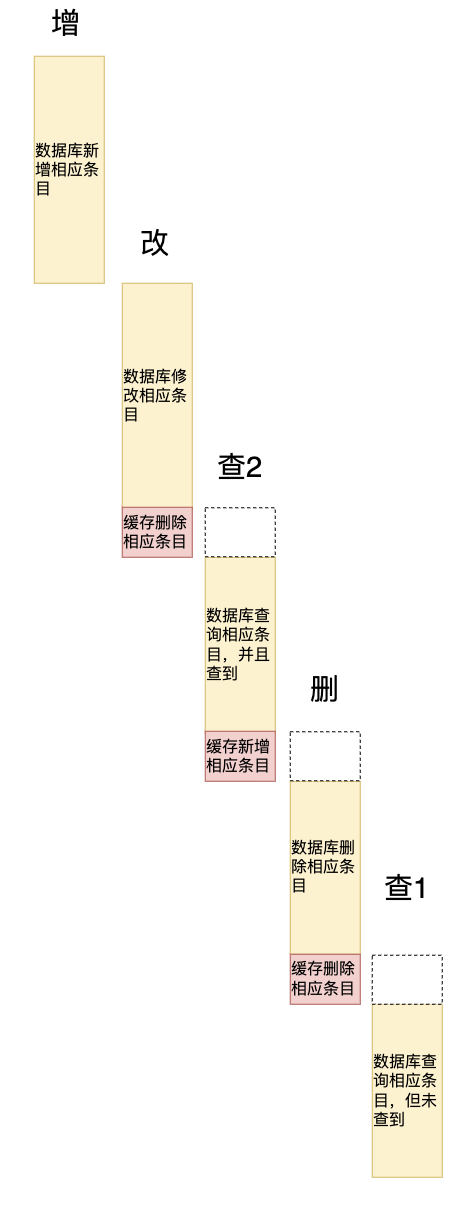 增
数据库新
增相应条
目
改
数据库修
改相应条
目
缓存删除
相应条目
查2
数据库查
询相应条
目，并且
查到
缓存新增
相应条目
删
数据库删
除相应条
目
缓存删除
相应条目
查1
数据库查
询相应条
目，但未
查到